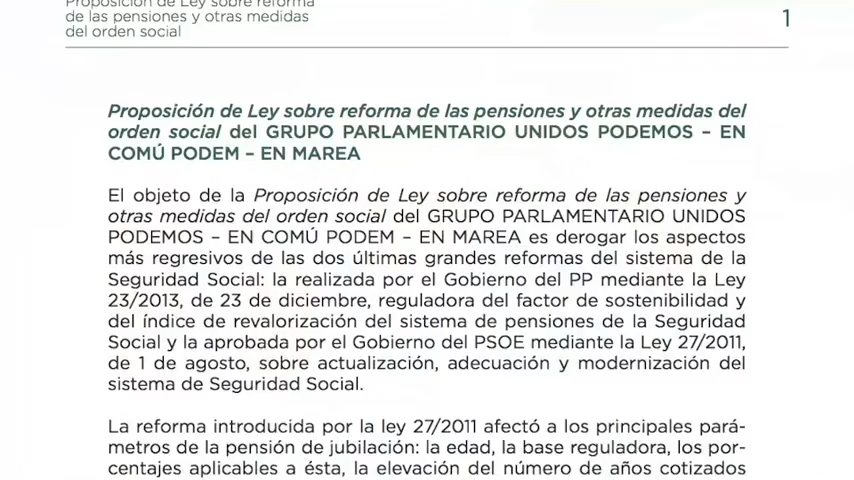 Proposición de Ley sobre reforma
de las pensiones y otras medidas
del orden social
1
Proposición de Ley sobre reforma de las pensiones y otras medidas del
orden social del GRUPO PARLAMENTARIO UNIDOS PODEMOS – EN
COMÚ PODEM – EN MAREA
El objeto de la Proposición de Ley sobre reforma de las pensiones y
otras medidas del orden social del GRUPO PARLAMENTARIO UNIDOS
PODEMOS – EN COMÚ PODEM – EN MAREA es derogar los aspectos
más regresivos de las dos últimas grandes reformas del sistema de la
Seguridad Social: la realizada por el Gobierno del PP mediante la Ley
23/2013, de 23 de diciembre, reguladora del factor de sostenibilidad y
del índice de revalorización del sistema de pensiones de la Seguridad
Social y la aprobada por el Gobierno del PSOE mediante la Ley 27/2011,
de 1 de agosto, sobre actualización, adecuación y modernización del
sistema de Seguridad Social.
La reforma introducida por la ley 27/2011 afectó a los principales pará-
metros de la pensión de jubilación: la edad, la base reguladora, los por-
centajes aplicables a ésta, la elevación del número de años cotizados